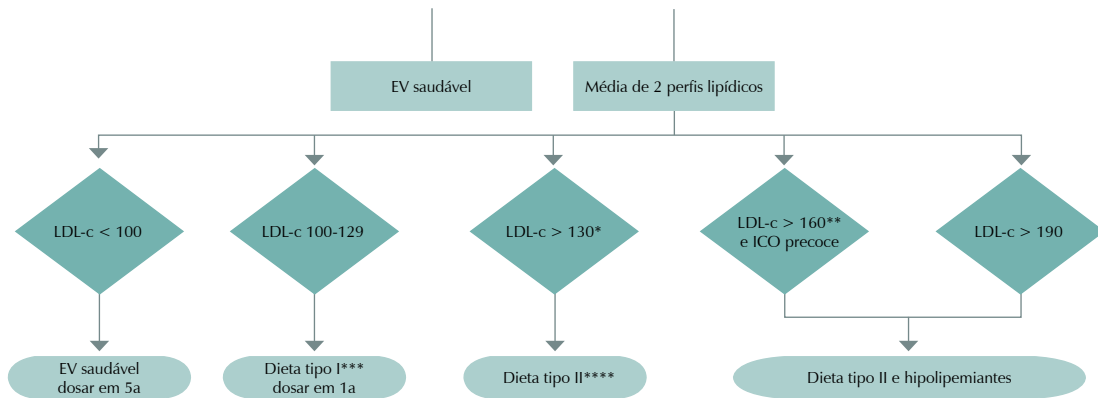 EV saudável
Média de 2 perfis lipídicos
LDL-c < 100
LDL-c 100-129
LDL-c > 130*
LDL-c > 160**
e ICO precoce
LDL-c > 190
EV saudável
dosar em 5a
Dieta tipo I***
dosar em 1a
Dieta tipo II****
Dieta tipo II e hipolipemiantes